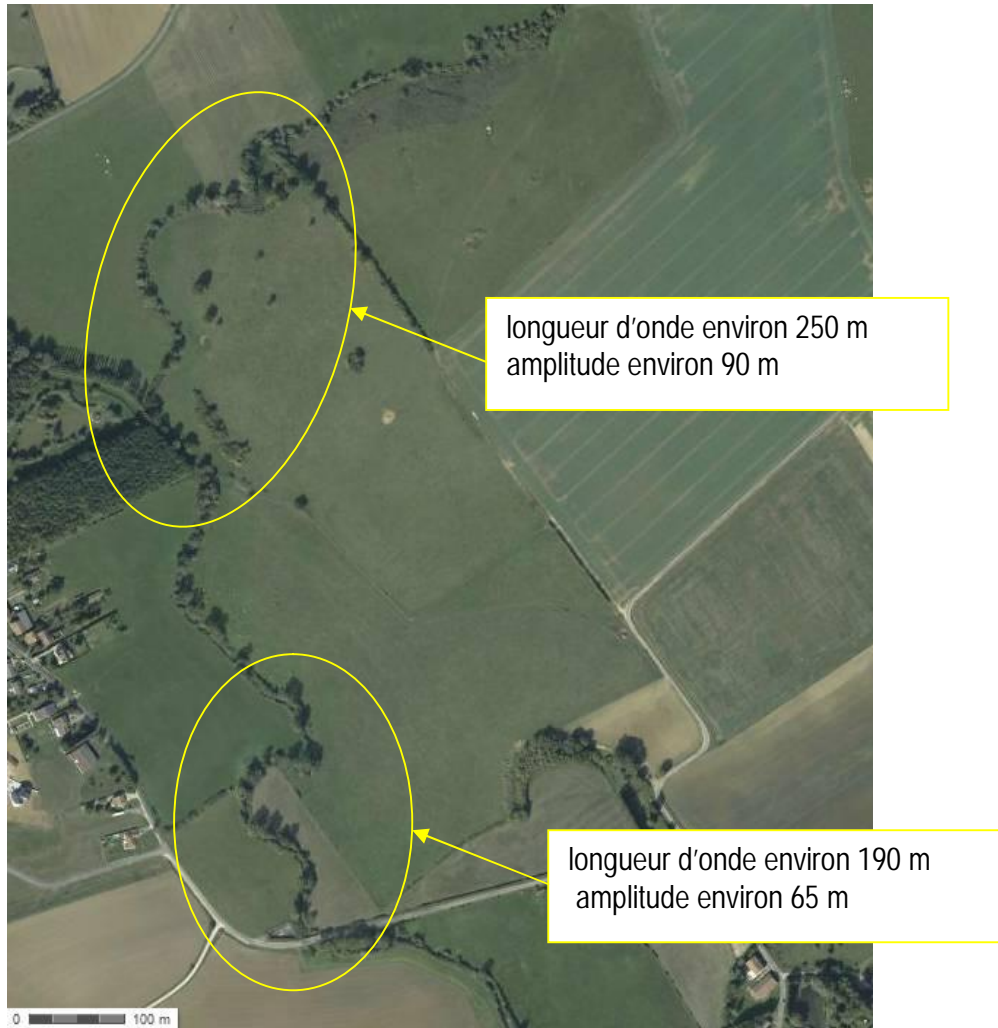 longueur d'onde environ 250 m
amplitude environ 90 m
longueur d'onde environ 190 m
amplitude environ 65 m
0 100 m